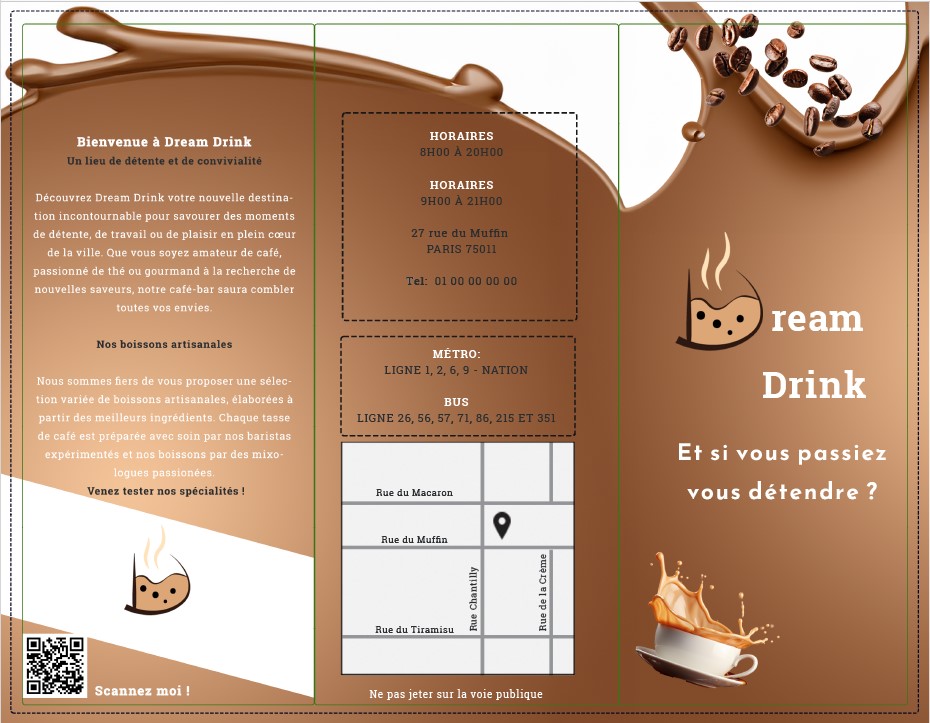 Bienvenue à Dream Drink
Un lieu de détente et de convivialité
Découvrez Dream Drink votre nouvelle destina-
tion incontournable pour savourer des moments
de détente, de travail ou de plaisir en plein cœur
de la ville. Que vous soyez amateur de café,
passionné de thé ou gourmand à la recherche de
nouvelles saveurs, notre café-bar saura combler
toutes vos envies.
Nos boissons artisanales
Nous sommes fiers de vous proposer une sélec-
tion variée de boissons artisanales, élaborées à
partir des meilleurs ingrédients. Chaque tasse
de café est préparée avec soin par nos baristas
expérimentés et nos boissons par des mixo-
logues passionées.
Venez tester nos spécialités !
Scannez moi !
HORAIRES
8H00 À 20H00
HORAIRES
9H00 À 21H00
27 rue du Muffin
PARIS 75011
Tel: 01 00 00 00 00
MÉTRO:
LIGNE 1, 2, 6, 9 - NATION
BUS
LIGNE 26, 56, 57, 71, 86, 215 ET 351
Rue du Macaron
Rue du Muffin
Rue Chantilly
Rue de la Crème
Rue du Tiramisu
Ne pas jeter sur la voie publique
Dream
Drink
Et si vous passiez
vous détendre ?